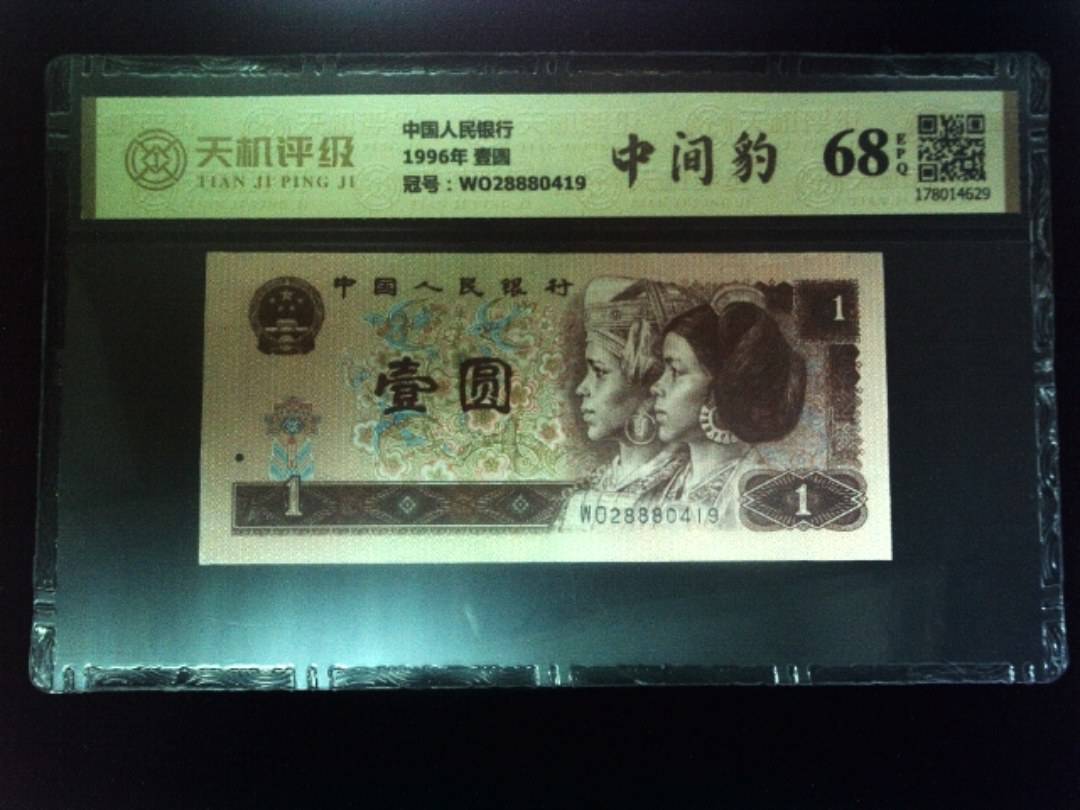 天机评级
TIAN JI PING JI
中国人民银行
1996年 壹圆
冠号：WO28880419
中间豹
68
EPQ
178014629
中国人民银行
1
壹圆
1
WO28880419
1